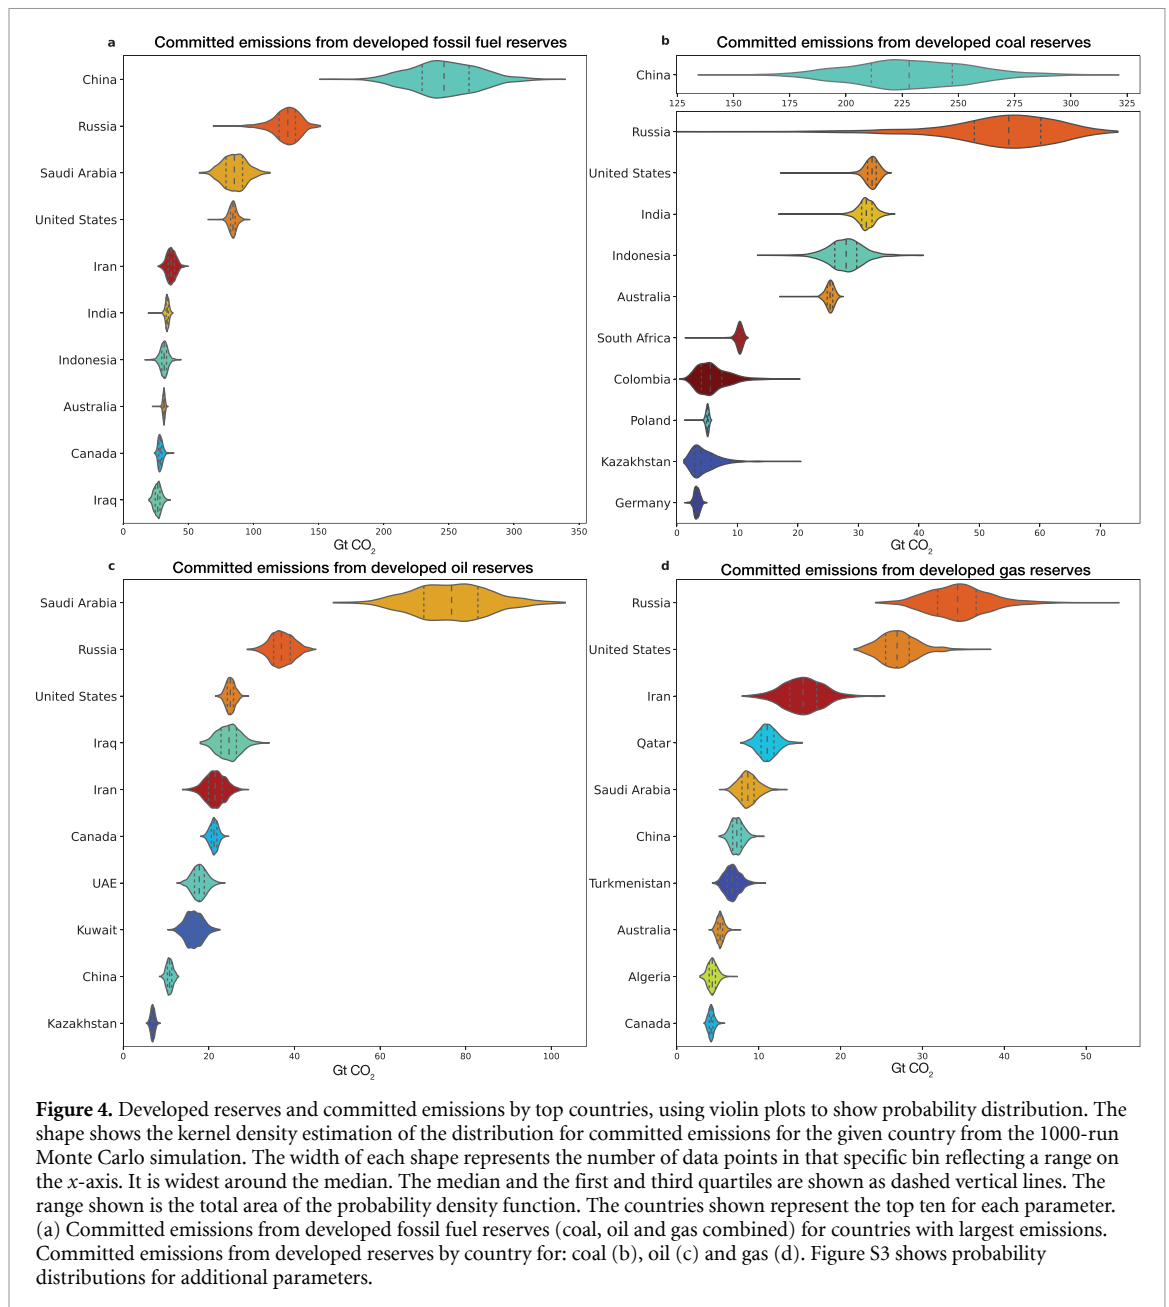 a
Committed emissions from developed fossil fuel reserves
China
Russia
Saudi Arabia
United States
Iran
India
Indonesia
Australia
Canada
Iraq
0 50 100 150 200 250 300 350
Gt CO2
b
Committed emissions from developed coal reserves
China
125 150 175 200 225 250 275 300 325
Russia
United States
India
Indonesia
Australia
South Africa
Colombia
Poland
Kazakhstan
Germany
0 10 20 30 40 50 60 70
Gt CO2
c
Committed emissions from developed oil reserves
Saudi Arabia
Russia
United States
Iraq
Iran
Canada
UAE
Kuwait
China
Kazakhstan
0 20 40 60 80 100
Gt CO2
d
Committed emissions from developed gas reserves
Russia
United States
Iran
Qatar
Saudi Arabia
China
Turkmenistan
Australia
Algeria
Canada
0 10 20 30 40 50
Gt CO2
Figure 4. Developed reserves and committed emissions by top countries, using violin plots to show probability distribution. The
shape shows the kernel density estimation of the distribution for committed emissions for the given country from the 1000-run
Monte Carlo simulation. The width of each shape represents the number of data points in that specific bin reflecting a range on
the x-axis. It is widest around the median. The median and the first and third quartiles are shown as dashed vertical lines. The
range shown is the total area of the probability density function. The countries shown represent the top ten for each parameter.
(a) Committed emissions from developed fossil fuel reserves (coal, oil and gas combined) for countries with largest emissions.
Committed emissions from developed reserves by country for: coal (b), oil (c) and gas (d). Figure S3 shows probability
distributions for additional parameters.